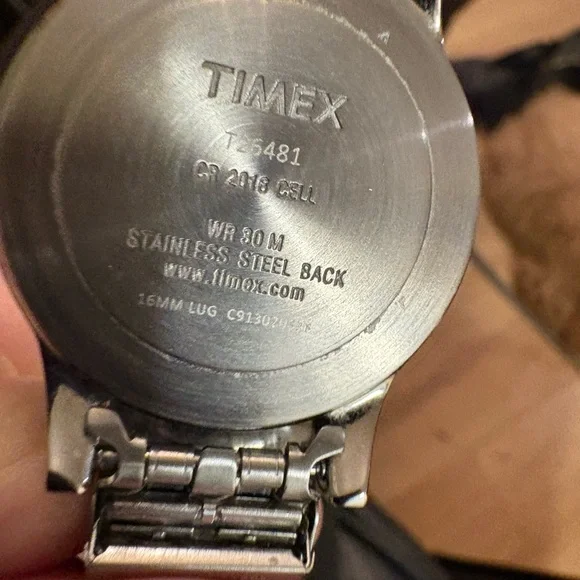 TIMEX
T26481
CR 2016 CELL
WR 30 M
STAINLESS STEEL BACK
www.timex.com
16MM LUG